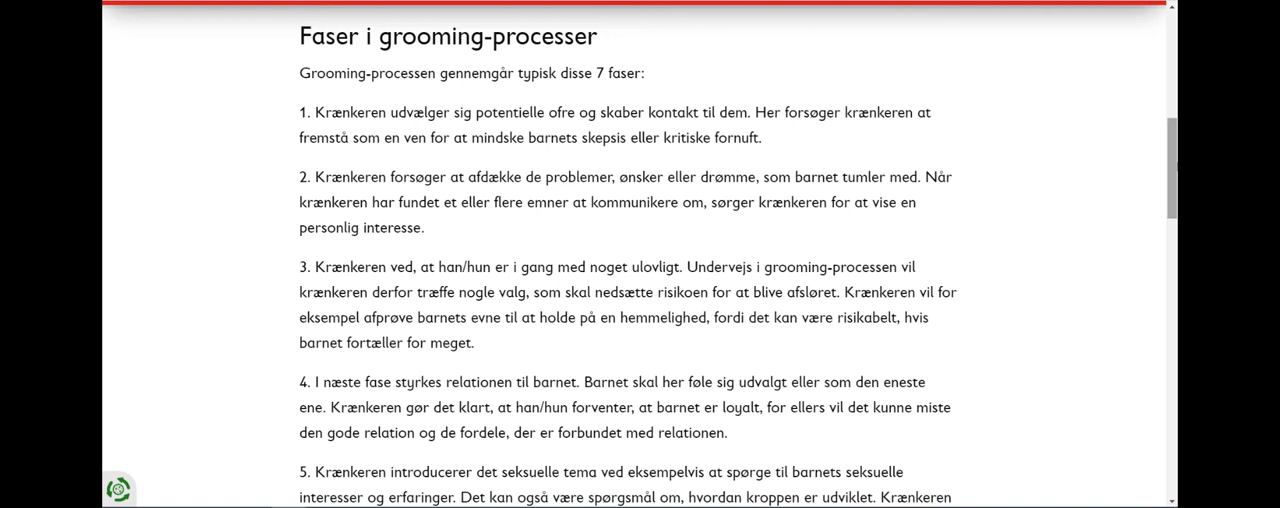 Faser i grooming-processer
Grooming-processen gennemgår typisk disse 7 faser:
1. Krænkeren udvælger sig potentielle ofre og skaber kontakt til dem. Her forsøger krænkeren at
fremstå som en ven for at mindske barnets skepsis eller kritiske fornuft.
2. Krænkeren forsøger at afdække de problemer, ønsker eller drømme, som barnet tumler med. Når
krænkeren har fundet et eller flere emner at kommunikere om, sørger krænkeren for at vise en
personlig interesse.
3. Krænkeren ved, at han/hun er i gang med noget ulovligt. Undervejs i grooming-processen vil
krænkeren derfor træffe nogle valg, som skal nedsætte risikoen for at blive afsløret. Krænkeren vil for
eksempel afprøve barnets evne til at holde på en hemmelighed, fordi det kan være risikabelt, hvis
barnet fortæller for meget.
4. I næste fase styrkes relationen til barnet. Barnet skal her føle sig udvalgt eller som den eneste
ene. Krænkeren gør det klart, at han/hun forventer, at barnet er loyalt, for ellers vil det kunne miste
den gode relation og de fordele, der er forbundet med relationen.
5. Krænkeren introducerer det seksuelle tema ved eksempelvis at spørge til barnets seksuelle
interesser og erfaringer. Det kan også være spørgsmål om, hvordan kroppen er udviklet. Krænkeren